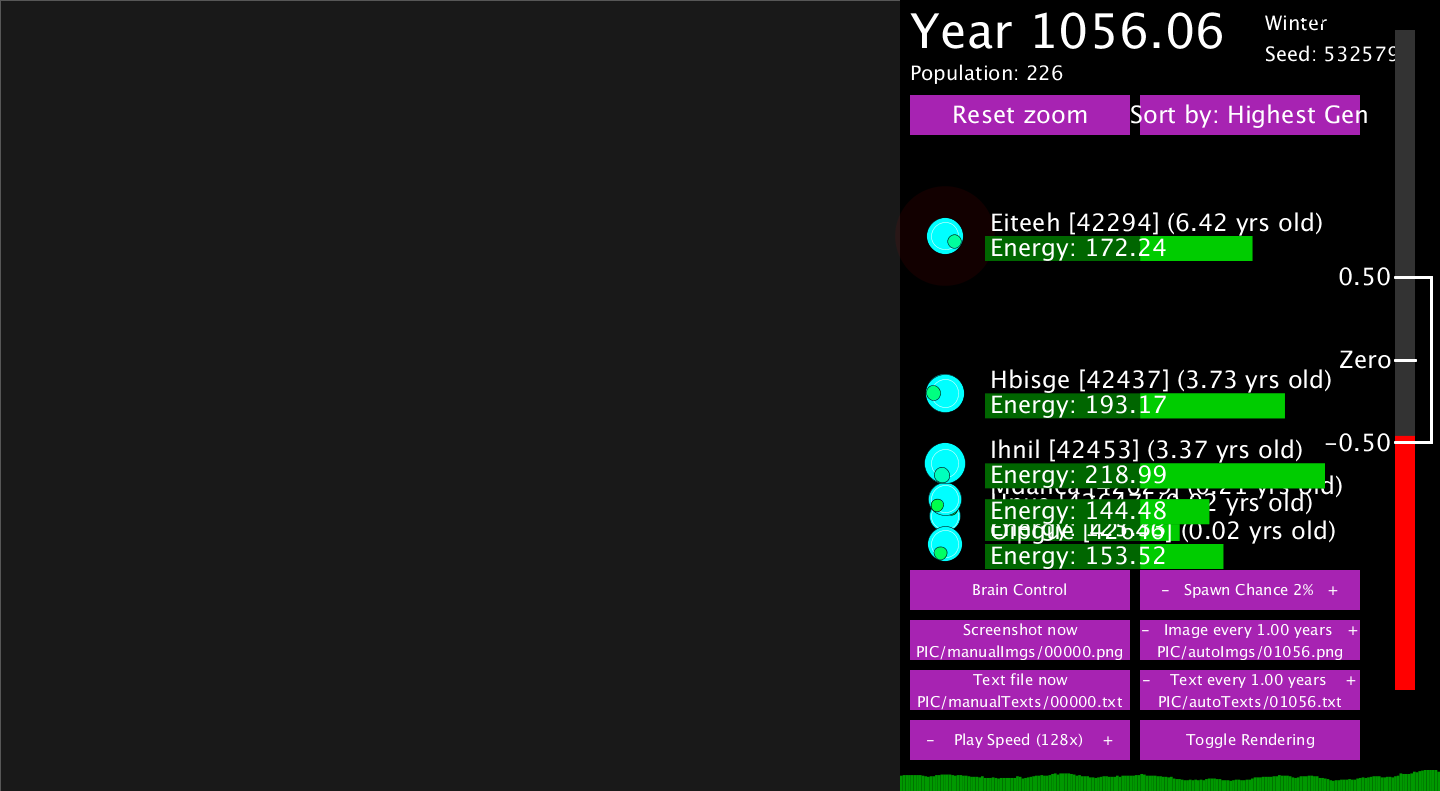 Year 1056.06
Winter
Seed: 532579
Population: 226
Reset zoom
Sort by: Highest Gen
Eiteeh [42294] (6.42 yrs old)
Energy: 172.24
0.50
Zero
Hbisge [42437] (3.73 yrs old)
Energy: 193.17
-0.50
Ihnil [42453] (3.37 yrs old)
Energy: 218.99
yrs old)
Energy: 144.48
yrs old)
(0.02 yrs old)
Energy: 153.52
Brain Control
- Spawn Chance 2% +
Screenshot now
PIC/manualImgs/00000.png
- Image every 1.00 years +
PIC/autoImgs/01056.png
Text file now
PIC/manualTexts/00000.txt
- Text every 1.00 years +
PIC/autoTexts/01056.txt
- Play Speed (128x) +
Toggle Rendering